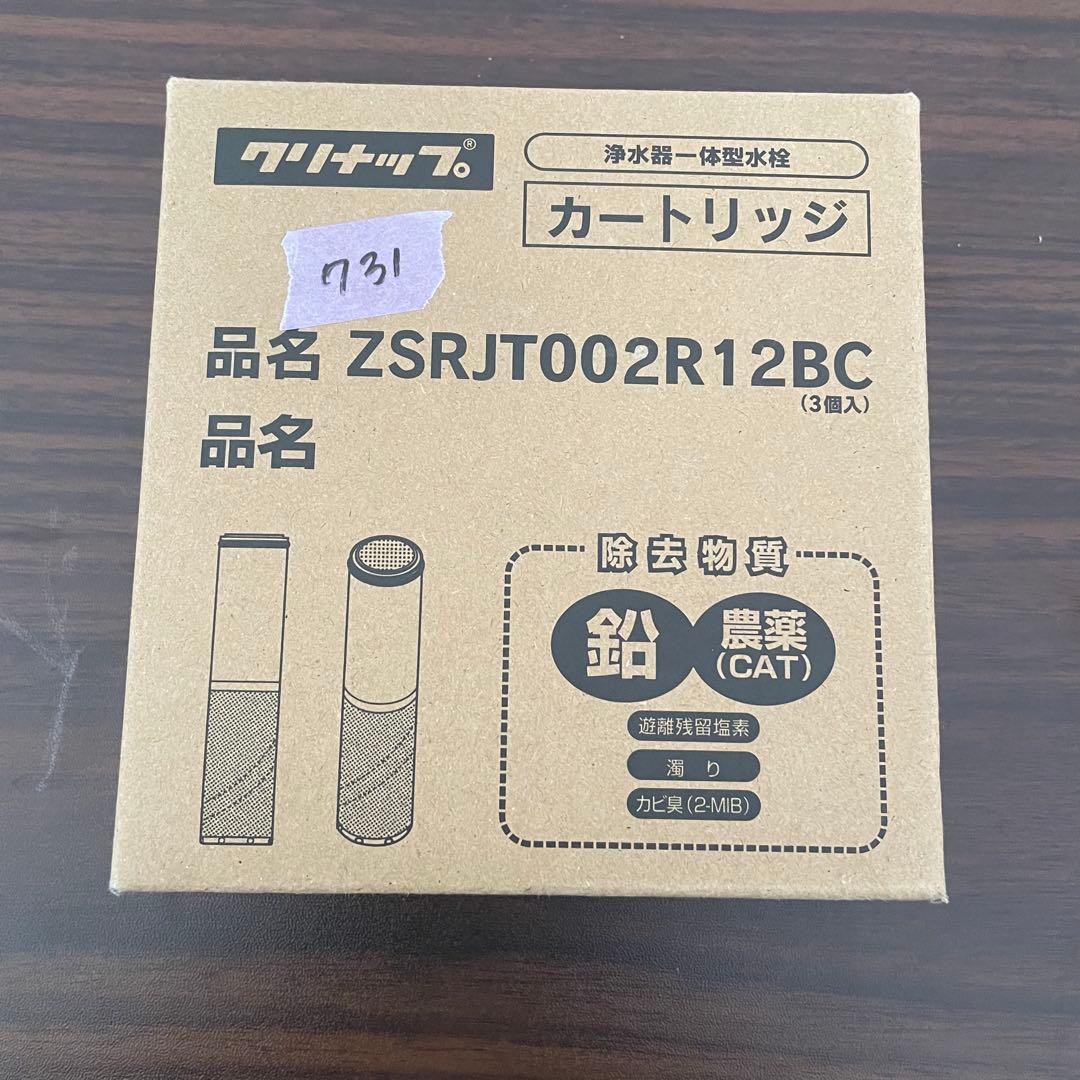 クリナップ®
浄水器一体型水栓
カートリッジ
731
品名 ZSRJT002R12BC
(3個入)
品名
除去物質
鉛
農薬
(CAT)
遊離残留塩素
濁り
カビ臭(2-MIB)